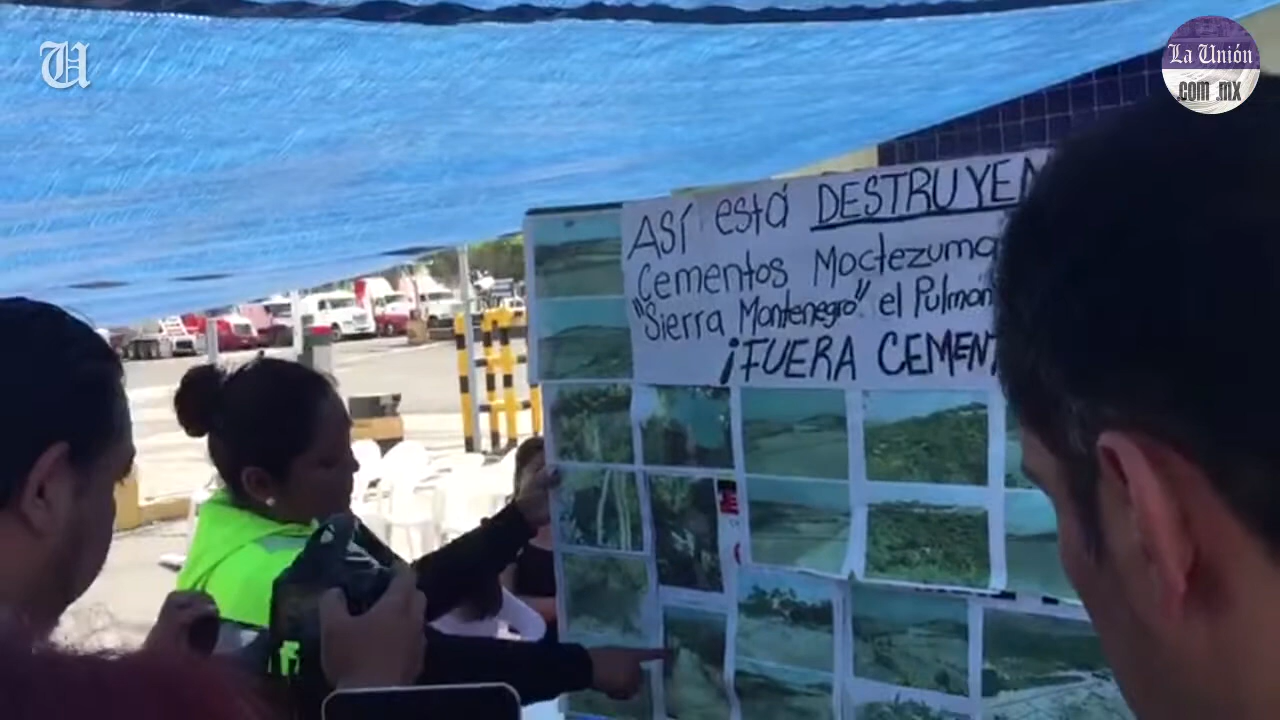 U
La Unión
.com .mx
ASÍ está DESTRUYEN
Cementos Moctezuma
"Sierra Montenegro" el Pulmon
¡FUERA CEMENT